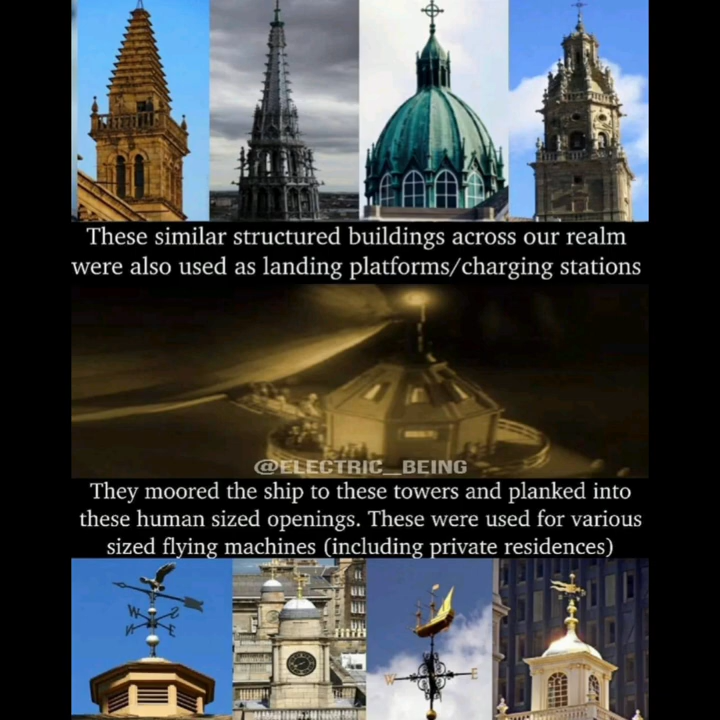 These similar structured buildings across our realm
were also used as landing platforms/charging stations
@ELECTRIC_BEING
They moored the ship to these towers and planked into
these human sized openings. These were used for various
sized flying machines (including private residences)
W S
N E
W E